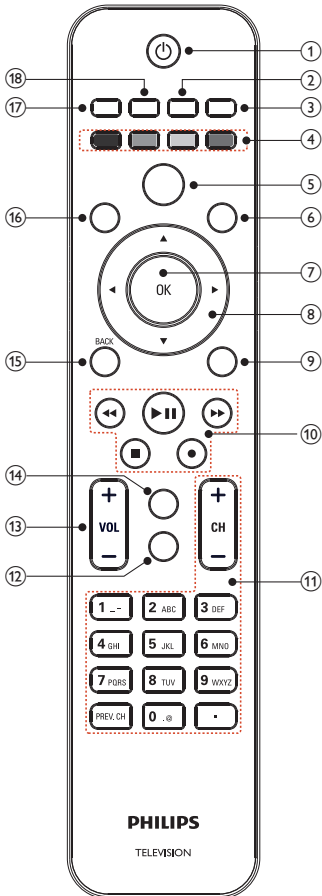 1
18
2
17
3
4
5
16
6
7
OK
8
BACK
15
9
10
14
+
+
13
VOL
CH
12
−
−
11
1 _-
2 ABC
3 DEF
4 GHI
5 JKL
6 MNO
7 PQRS
8 TUV
9 WXYZ
PREV. CH
0 .@
.
PHILIPS
TELEVISION